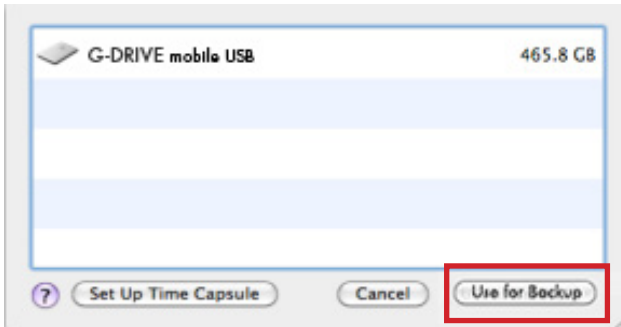 G-DRIVE mobile USB 465.8 GB
? Set Up Time Capsule Cancel Use for Backup